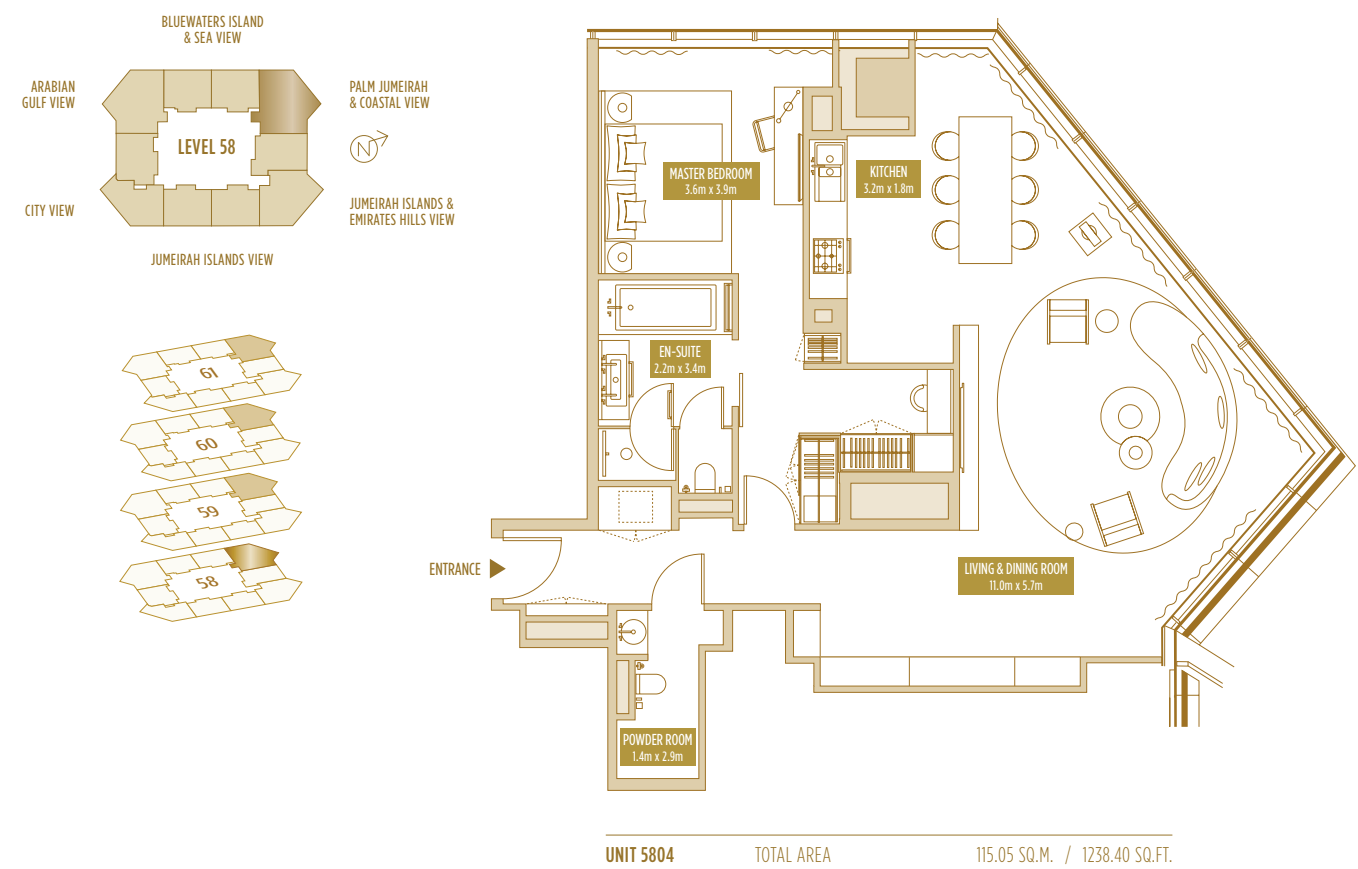 BLUEWATERS ISLAND
& SEA VIEW
ARABIAN
GULF VIEW
PALM JUMEIRAH
& COASTAL VIEW
LEVEL 58
N
CITY VIEW
JUMEIRAH ISLANDS &
EMIRATES HILLS VIEW
JUMEIRAH ISLANDS VIEW
61
60
59
58
MASTER BEDROOM
3.6m x 3.9m
KITCHEN
3.2m x 1.8m
EN-SUITE
2.2m x 3.4m
ENTRANCE
LIVING & DINING ROOM
11.0m x 5.7m
POWDER ROOM
1.4m x 2.9m
UNIT 5804 TOTAL AREA 115.05 SQ.M. / 1238.40 SQ.FT.